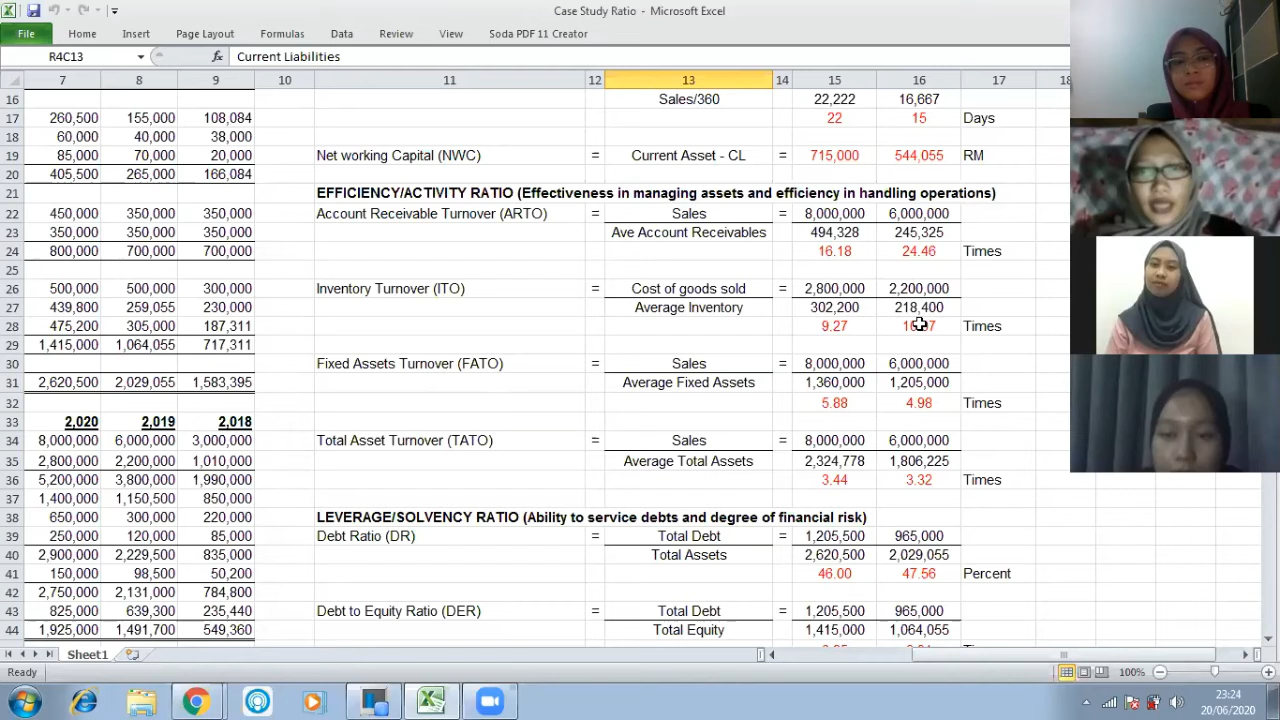 Case Study Ratio - Microsoft Excel
File Home Insert Page Layout Formulas Data Review View Soda PDF 11 Creator
R4C13 fx Current Liabilities
7 8 9 10 11 12 13 14 15 16 17 18
16 Sales/360 22,222 16,667
17 260,500 155,000 108,084 22 15 Days
18 60,000 40,000 38,000
19 85,000 70,000 20,000 Net working Capital (NWC) = Current Asset - CL = 715,000 544,055 RM
20 405,500 265,000 166,084
21 EFFICIENCY/ACTIVITY RATIO (Effectiveness in managing assets and efficiency in handling operations)
22 450,000 350,000 350,000 Account Receivable Turnover (ARTO) = Sales = 8,000,000 6,000,000
23 350,000 350,000 350,000 Ave Account Receivables 494,328 245,325
24 800,000 700,000 700,000 16.18 24.46 Times
25
26 500,000 500,000 300,000 Inventory Turnover (ITO) = Cost of goods sold = 2,800,000 2,200,000
27 439,800 259,055 230,000 Average Inventory 302,200 218,400
28 475,200 305,000 187,311 9.27 Times
29 1,415,000 1,064,055 717,311
30 Fixed Assets Turnover (FATO) = Sales = 8,000,000 6,000,000
31 2,620,500 2,029,055 1,583,395 Average Fixed Assets 1,360,000 1,205,000
32 5.88 4.98 Times
33 2,020 2,019 2,018
34 8,000,000 6,000,000 3,000,000 Total Asset Turnover (TATO) = Sales = 8,000,000 6,000,000
35 2,800,000 2,200,000 1,010,000 Average Total Assets 2,324,778 1,806,225
36 5,200,000 3,800,000 1,990,000 3.44 3.32 Times
37 1,400,000 1,150,500 850,000
38 650,000 300,000 220,000 LEVERAGE/SOLVENCY RATIO (Ability to service debts and degree of financial risk)
39 250,000 120,000 85,000 Debt Ratio (DR) = Total Debt = 1,205,500 965,000
40 2,900,000 2,229,500 835,000 Total Assets 2,620,500 2,029,055
41 150,000 98,500 50,200 46.00 47.56 Percent
42 2,750,000 2,131,000 784,800
43 825,000 639,300 235,440 Debt to Equity Ratio (DER) = Total Debt = 1,205,500 965,000
44 1,925,000 1,491,700 549,360 Total Equity 1,415,000 1,064,055
Sheet1
Ready 100%
23:24
20/06/2020